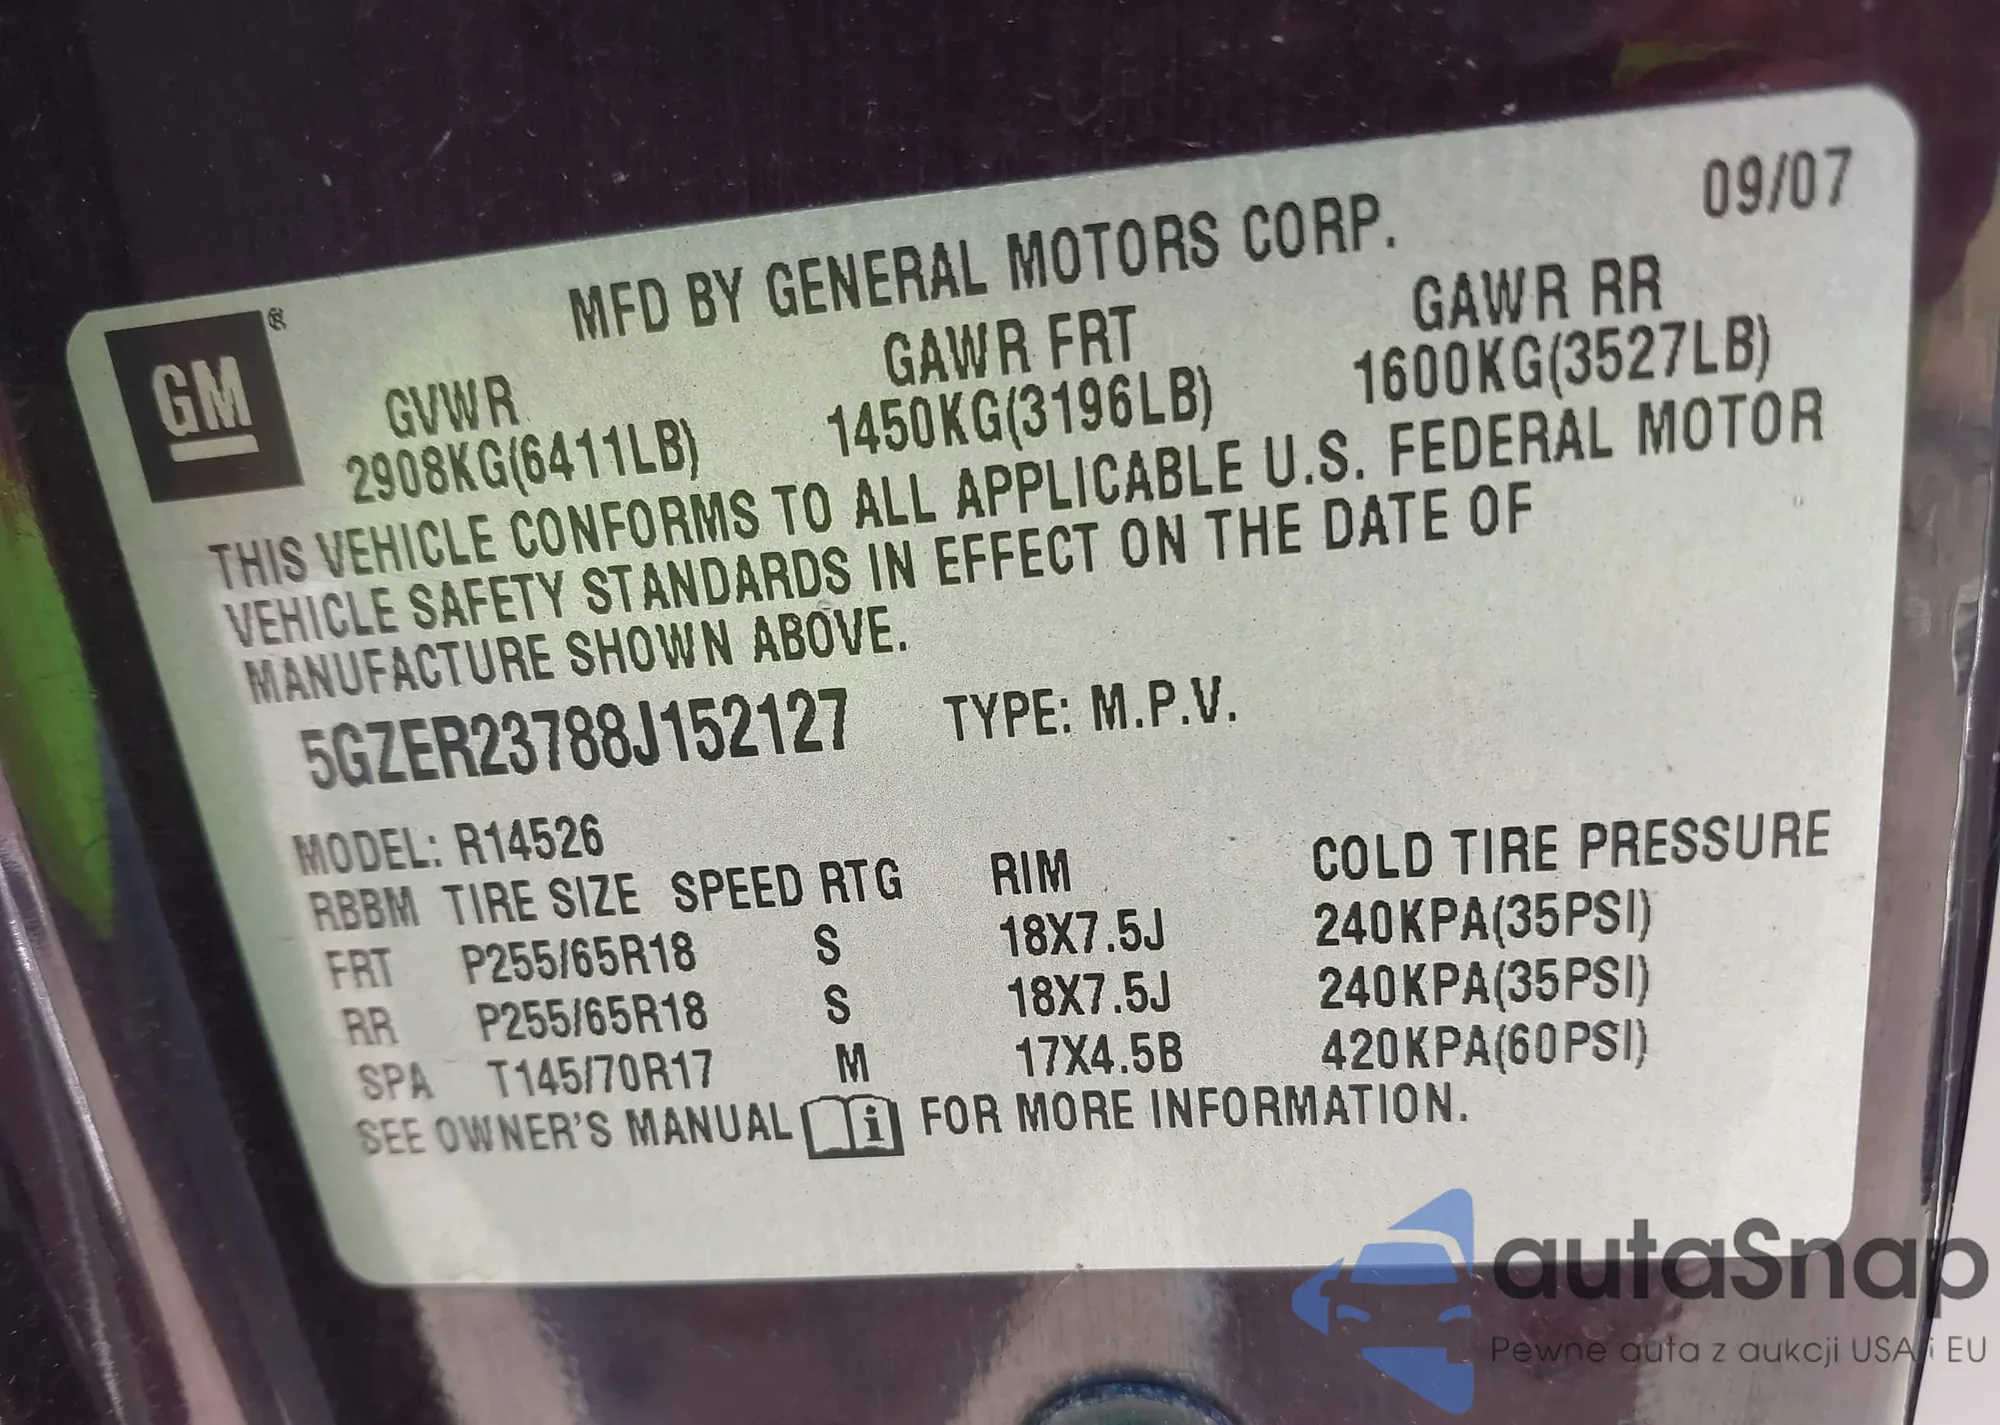 09/07
MFD BY GENERAL MOTORS CORP.
GM®
GVWR GAWR FRT GAWR RR
2908KG(6411LB) 1450KG(3196LB) 1600KG(3527LB)
THIS VEHICLE CONFORMS TO ALL APPLICABLE U.S. FEDERAL MOTOR
VEHICLE SAFETY STANDARDS IN EFFECT ON THE DATE OF
MANUFACTURE SHOWN ABOVE.
5GZER23788J152127 TYPE: M.P.V.
MODEL: R14526
RBBM TIRE SIZE SPEED RTG RIM COLD TIRE PRESSURE
FRT P255/65R18 S 18X7.5J 240KPA(35PSI)
RR P255/65R18 S 18X7.5J 240KPA(35PSI)
SPA T145/70R17 M 17X4.5B 420KPA(60PSI)
SEE OWNER'S MANUAL i FOR MORE INFORMATION.
autaSnap
Pewne auta z aukcji USA i EU